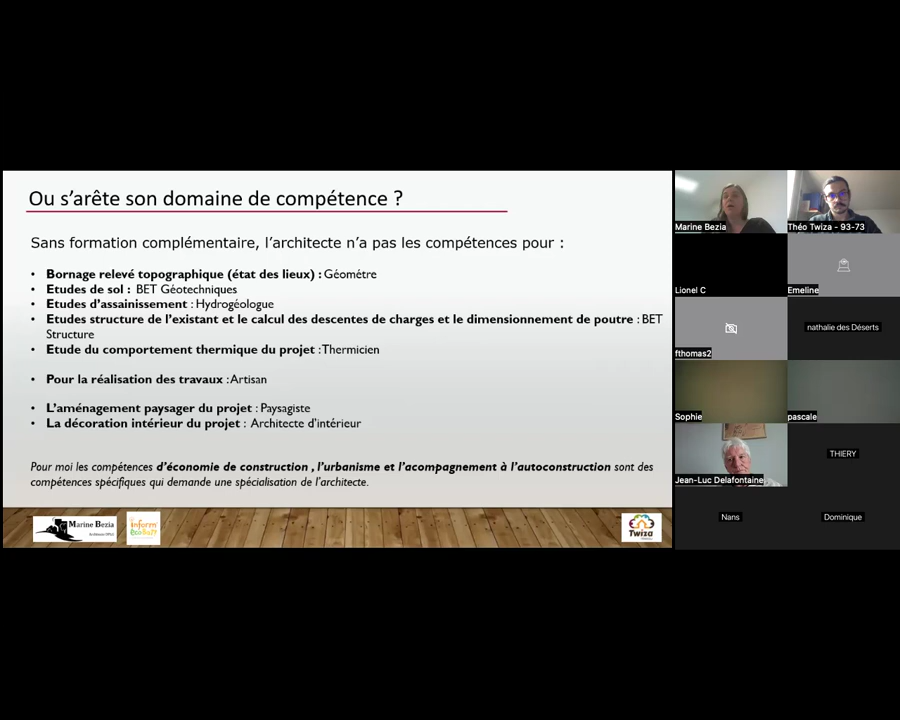 Ou s'arête son domaine de compétence ?
Sans formation complémentaire, l'architecte n'a pas les compétences pour :
• Bornage relevé topographique (état des lieux) : Géométre
• Etudes de sol : BET Géotechniques
• Etudes d'assainissement : Hydrogéologue
• Etudes structure de l'existant et le calcul des descentes de charges et le dimensionnement de poutre : BET
Structure
• Etude du comportement thermique du projet : Thermicien
• Pour la réalisation des travaux : Artisan
• L'aménagement paysager du projet : Paysagiste
• La décoration intérieur du projet : Architecte d'intérieur
Pour moi les compétences d'économie de construction , l'urbanisme et l'acompagnement à l'autoconstruction sont des
compétences spécifiques qui demande une spécialisation de l'architecte.
Marine Bezia
Twiza
Marine Bezia
Théo Twiza - 93-73
Lionel C
Emeline
fthomas2
nathalie des Déserts
Sophie
pascale
Jean-Luc Delafontaine
THIERY
Nans
Dominique